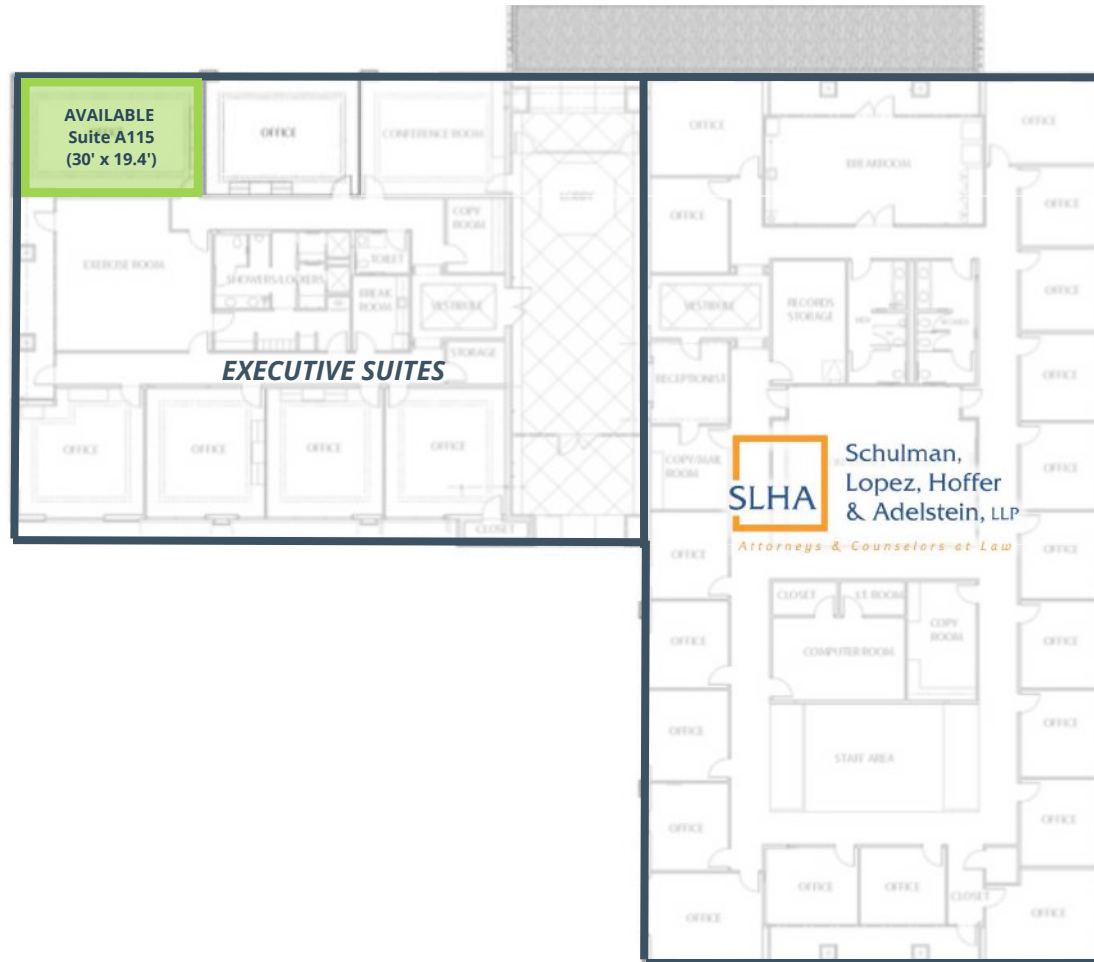 AVAILABLE
Suite A115
(30' x 19.4')
OFFICE
CONFERENCE ROOM
LOBBY
COPY
ROOM
EXERCISE ROOM
SHOWERS/LOCKERS
TOILET
BREAK
ROOM
VESTIBULE
STORAGE
EXECUTIVE SUITES
OFFICE
OFFICE
OFFICE
OFFICE
CLOSET
OFFICE
BREAKROOM
OFFICE
OFFICE
OFFICE
VESTIBULE
RECORDS
STORAGE
MEN
WOMEN
OFFICE
RECEPTIONIST
OFFICE
COPY/MAIL
ROOM
OFFICE
SLHA
Schulman,
Lopez, Hoffer
& Adelstein, LLP
Attorneys & Counselors at Law
OFFICE
OFFICE
CLOSET
I.T. ROOM
COPY
ROOM
COMPUTER ROOM
OFFICE
OFFICE
OFFICE
OFFICE
STAFF AREA
OFFICE
OFFICE
OFFICE
OFFICE
CLOSET
OFFICE
OFFICE